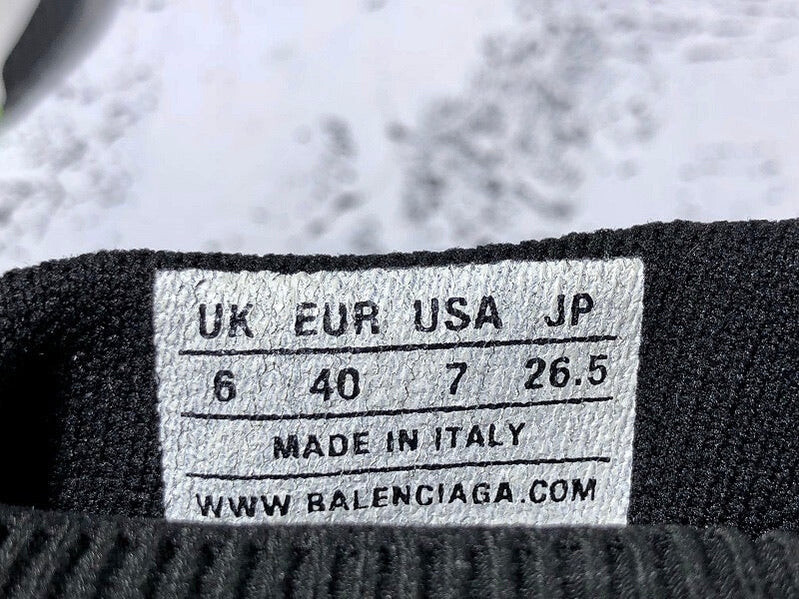 UK EUR USA JP
6 40 7 26.5
MADE IN ITALY
WWW BALENCIAGA.COM